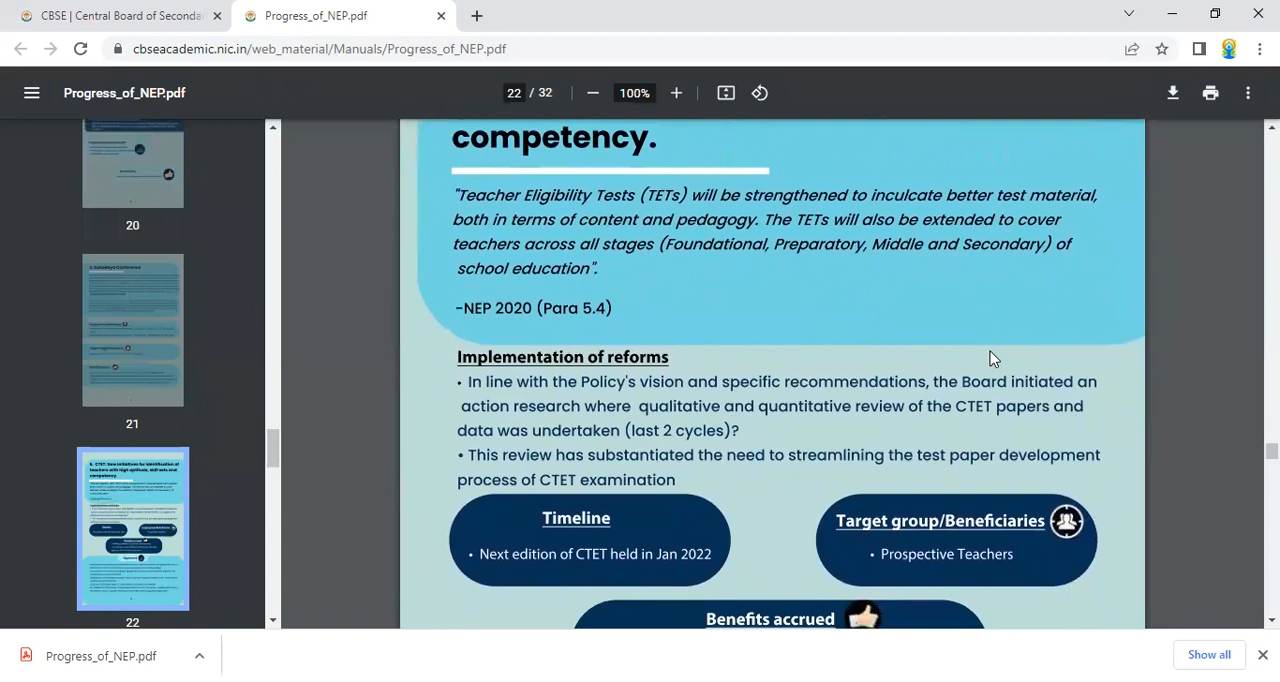 CBSE | Central Board of Seconda
Progress_of_NEP.pdf
cbseacademic.nic.in/web_material/Manuals/Progress_of_NEP.pdf
Progress_of_NEP.pdf
22 / 32
100%
20
21
22
competency.
"Teacher Eligibility Tests (TETs) will be strengthened to inculcate better test material,
both in terms of content and pedagogy. The TETs will also be extended to cover
teachers across all stages (Foundational, Preparatory, Middle and Secondary) of
school education".
-NEP 2020 (Para 5.4)
Implementation of reforms
• In line with the Policy's vision and specific recommendations, the Board initiated an
action research where qualitative and quantitative review of the CTET papers and
data was undertaken (last 2 cycles)?
• This review has substantiated the need to streamlining the test paper development
process of CTET examination
Timeline
• Next edition of CTET held in Jan 2022
Target group/Beneficiaries
• Prospective Teachers
Benefits accrued
Progress_of_NEP.pdf
Show all